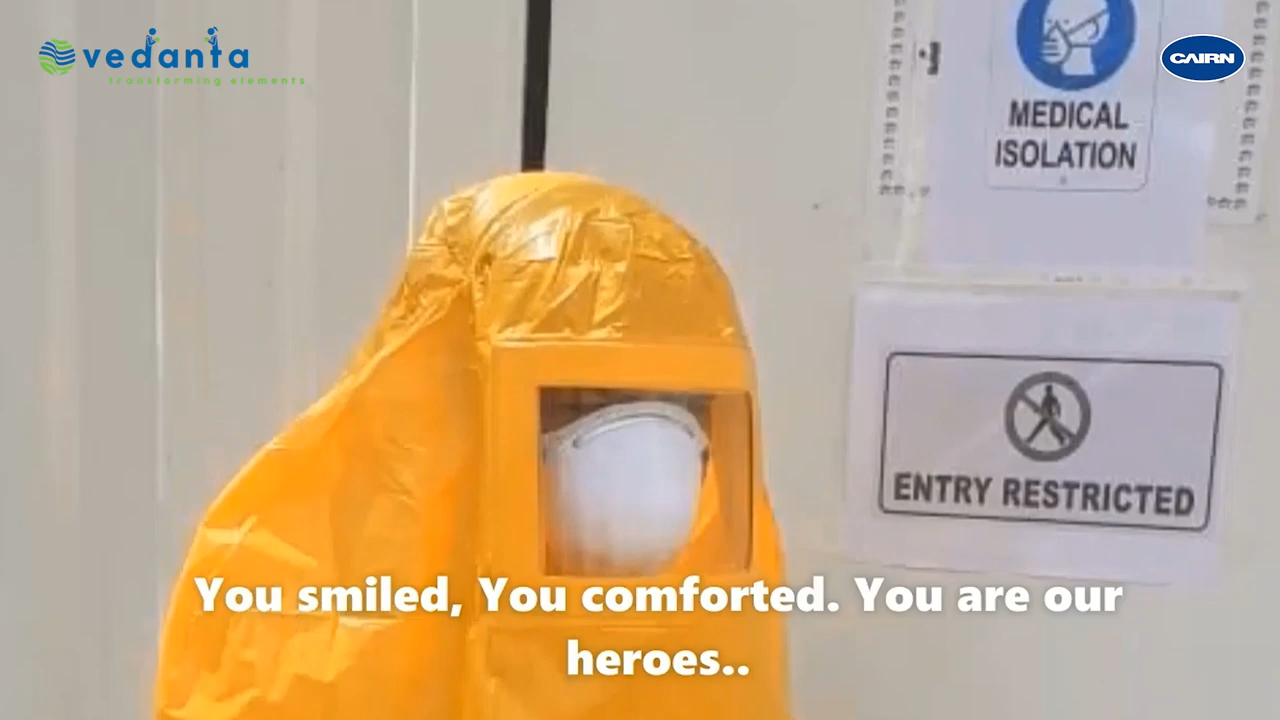 vedanta
transforming elements
CAIRN
MEDICAL
ISOLATION
ENTRY RESTRICTED
You smiled, You comforted. You are our
heroes..